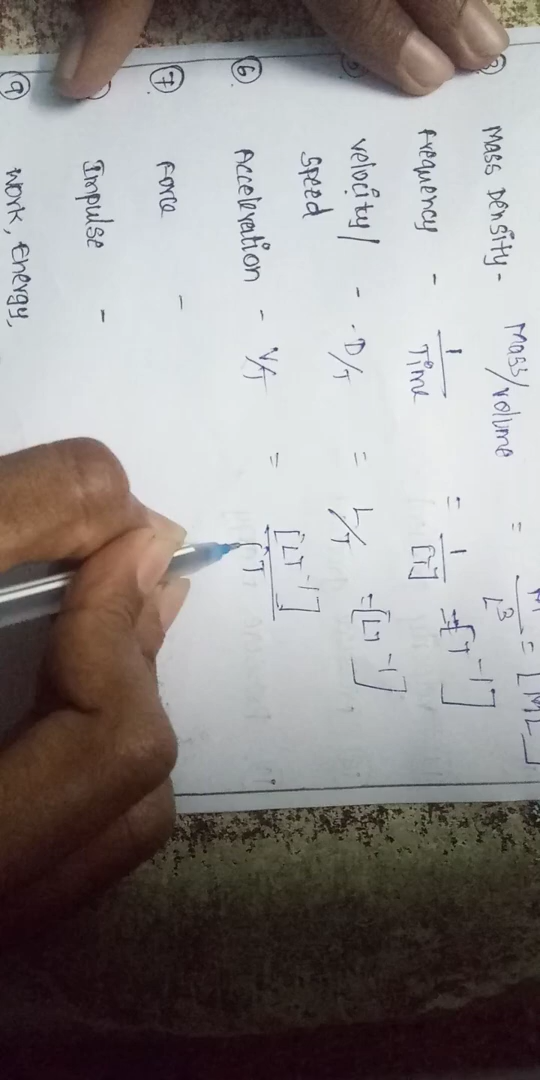 Mass Density - Mass/volume = M/L3 = [ML
Frequency - 1/Time = 1/[T] = [T-1]
velocity/ speed - D/T = L/T = [LT-1]
⑥ Acceleration - V/T = [LT-1]/[T
⑦ Force -
Impulse -
⑨ Work, Energy,